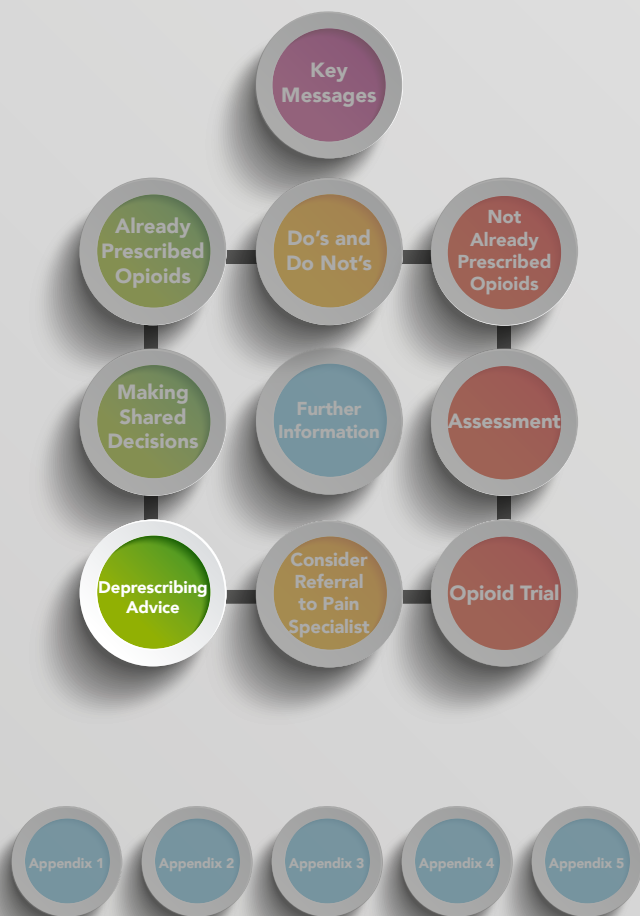 Key
Messages
Already
Prescribed
Opioids
Do's and
Do Not's
Not
Already
Prescribed
Opioids
Making
Shared
Decisions
Further
Information
Assessment
Deprescribing
Advice
Consider
Referral
to Pain
Specialist
Opioid Trial
Appendix 1
Appendix 2
Appendix 3
Appendix 4
Appendix 5